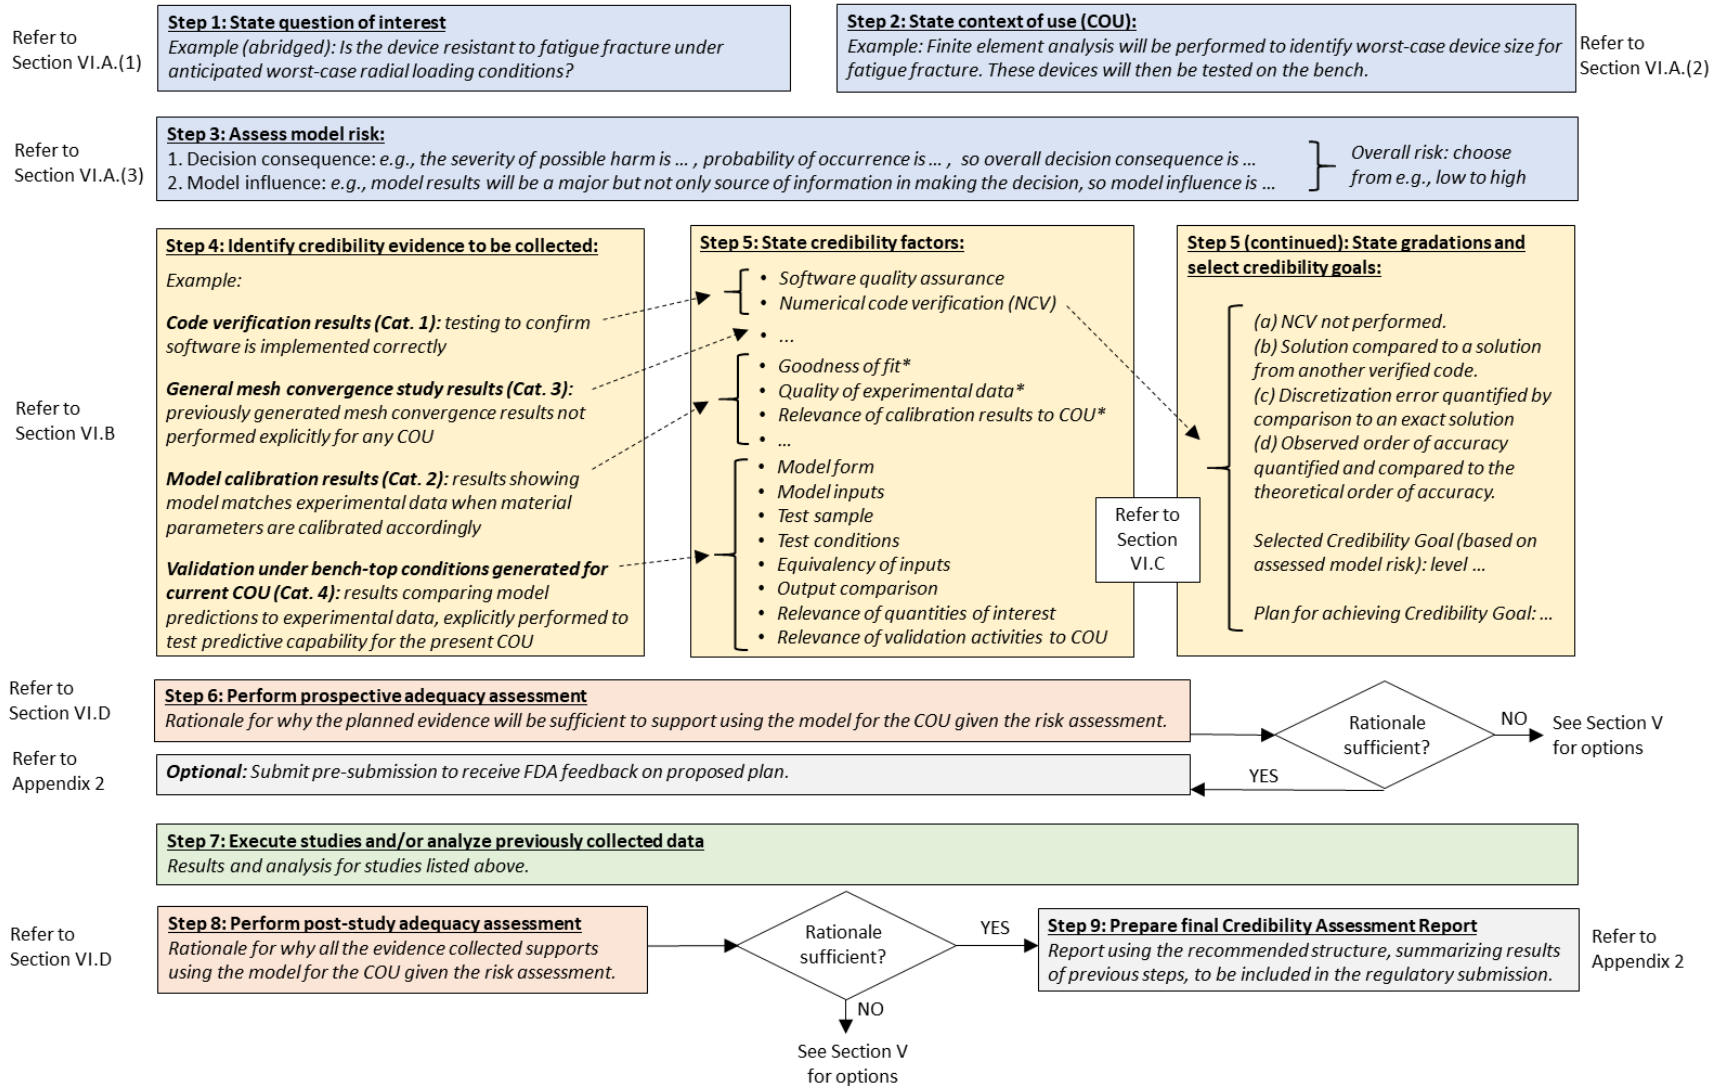 Refer to
Section VI.A.(1)
Step 1: State question of interest
Example (abridged): Is the device resistant to fatigue fracture under
anticipated worst-case radial loading conditions?
Step 2: State context of use (COU):
Example: Finite element analysis will be performed to identify worst-case device size for
fatigue fracture. These devices will then be tested on the bench.
Refer to
Section VI.A.(2)
Refer to
Section VI.A.(3)
Step 3: Assess model risk:
1. Decision consequence: e.g., the severity of possible harm is ... , probability of occurrence is ... , so overall decision consequence is ...
2. Model influence: e.g., model results will be a major but not only source of information in making the decision, so model influence is ...
Overall risk: choose
from e.g., low to high
Refer to
Section VI.B
Step 4: Identify credibility evidence to be collected:
Example:
Code verification results (Cat. 1): testing to confirm
software is implemented correctly
General mesh convergence study results (Cat. 3):
previously generated mesh convergence results not
performed explicitly for any COU
Model calibration results (Cat. 2): results showing
model matches experimental data when material
parameters are calibrated accordingly
Validation under bench-top conditions generated for
current COU (Cat. 4): results comparing model
predictions to experimental data, explicitly performed to
test predictive capability for the present COU
Step 5: State credibility factors:
• Software quality assurance
• Numerical code verification (NCV)
• ...
• Goodness of fit*
• Quality of experimental data*
• Relevance of calibration results to COU*
• ...
• Model form
• Model inputs
• Test sample
• Test conditions
• Equivalency of inputs
• Output comparison
• Relevance of quantities of interest
• Relevance of validation activities to COU
Refer to
Section
VI.C
Step 5 (continued): State gradations and
select credibility goals:
(a) NCV not performed.
(b) Solution compared to a solution
from another verified code.
(c) Discretization error quantified by
comparison to an exact solution
(d) Observed order of accuracy
quantified and compared to the
theoretical order of accuracy.
Selected Credibility Goal (based on
assessed model risk): level ...
Plan for achieving Credibility Goal: ...
Refer to
Section VI.D
Step 6: Perform prospective adequacy assessment
Rationale for why the planned evidence will be sufficient to support using the model for the COU given the risk assessment.
Rationale
sufficient?
NO
See Section V
for options
YES
Refer to
Appendix 2
Optional: Submit pre-submission to receive FDA feedback on proposed plan.
Step 7: Execute studies and/or analyze previously collected data
Results and analysis for studies listed above.
Refer to
Section VI.D
Step 8: Perform post-study adequacy assessment
Rationale for why all the evidence collected supports
using the model for the COU given the risk assessment.
Rationale
sufficient?
YES
NO
See Section V
for options
Step 9: Prepare final Credibility Assessment Report
Report using the recommended structure, summarizing results
of previous steps, to be included in the regulatory submission.
Refer to
Appendix 2